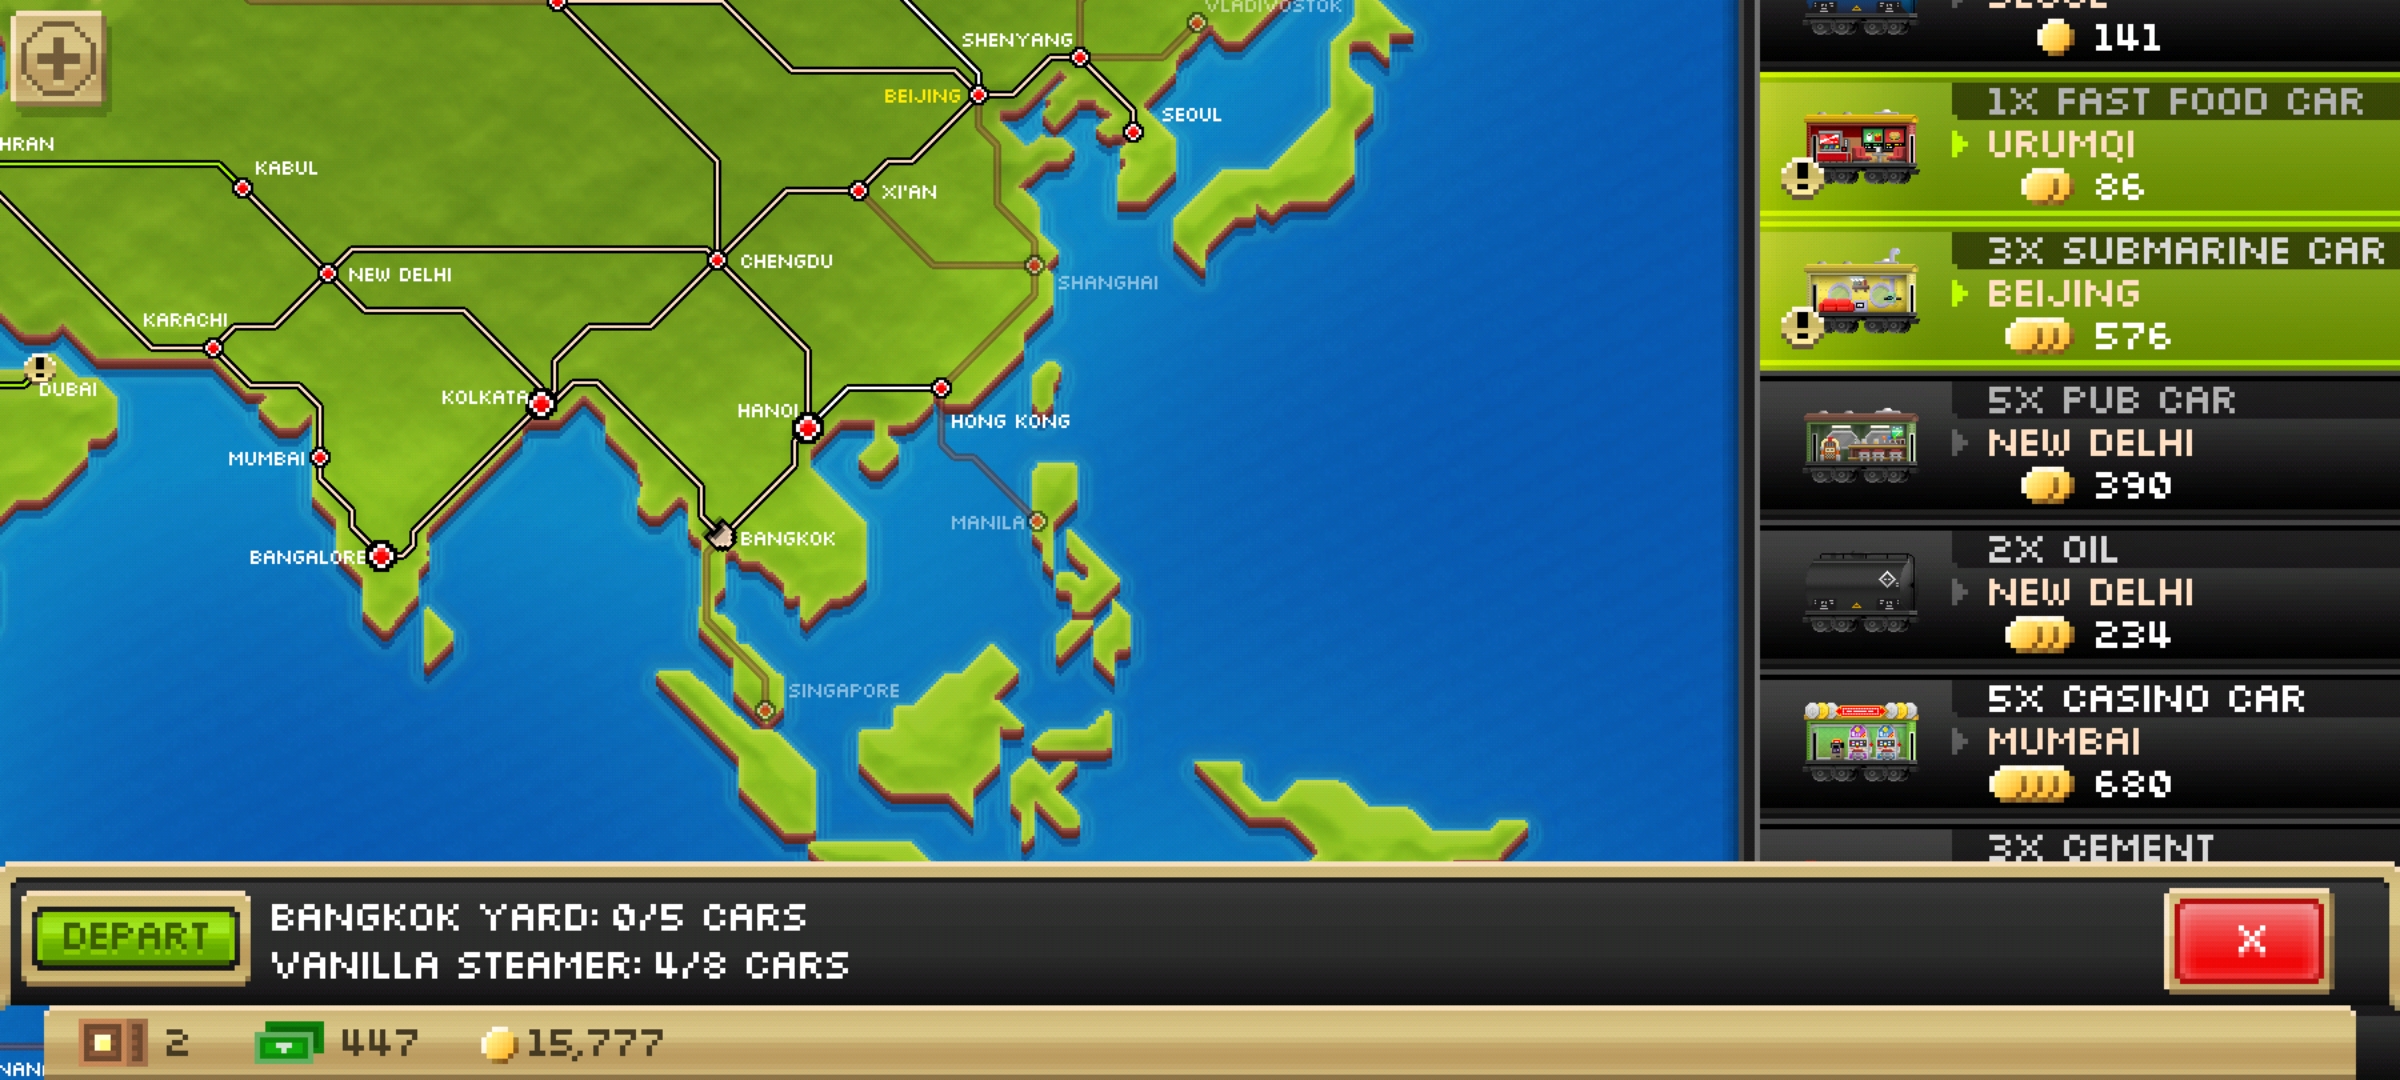 VLADIVOSTOK
SHENYANG
BEIJING
SEOUL
HRAN
KABUL
XI'AN
NEW DELHI
CHENGDU
SHANGHAI
KARACHI
DUBAI
KOLKATA
HANOI
HONG KONG
MUMBAI
MANILA
BANGKOK
BANGALORE
SINGAPORE
SEOUL
141
1X FAST FOOD CAR
URUMQI
86
3X SUBMARINE CAR
BEIJING
576
5X PUB CAR
NEW DELHI
390
2X OIL
NEW DELHI
234
5X CASINO CAR
MUMBAI
680
3X CEMENT
DEPART
BANGKOK YARD: 0/5 CARS
VANILLA STEAMER: 4/8 CARS
X
2
447
15,777